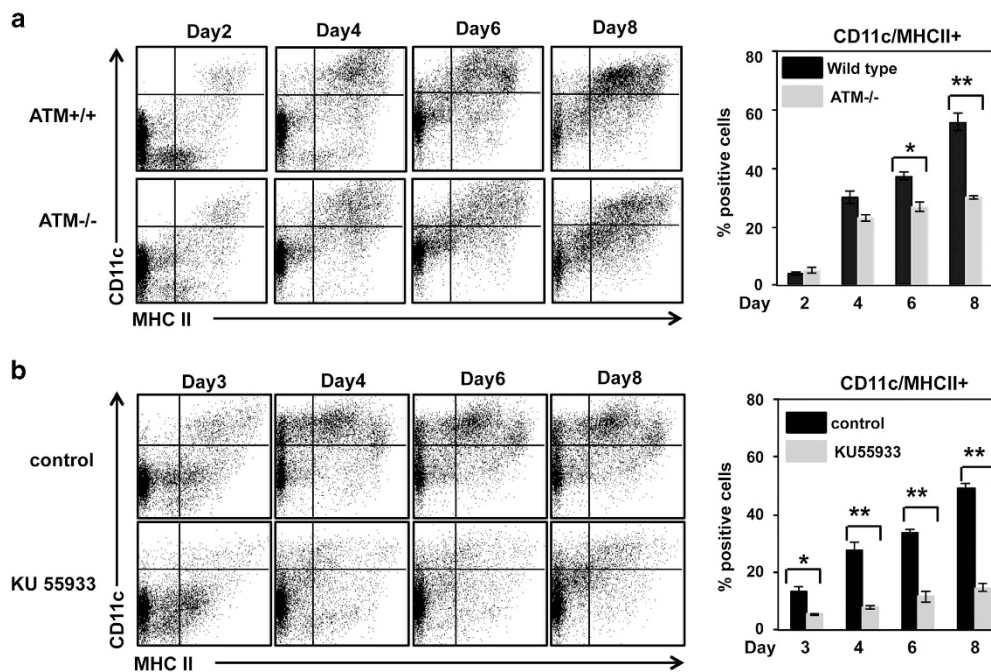 a
Day2 Day4 Day6 Day8
ATM+/+
ATM-/-
CD11c
MHC II
CD11c/MHCII+
Wild type
ATM-/-
% positive cells
80
60
40
20
0
*
**
Day 2 4 6 8
b
Day3 Day4 Day6 Day8
control
KU 55933
CD11c
MHC II
CD11c/MHCII+
control
KU55933
% positive cells
80
60
40
20
0
*
**
**
**
Day 3 4 6 8